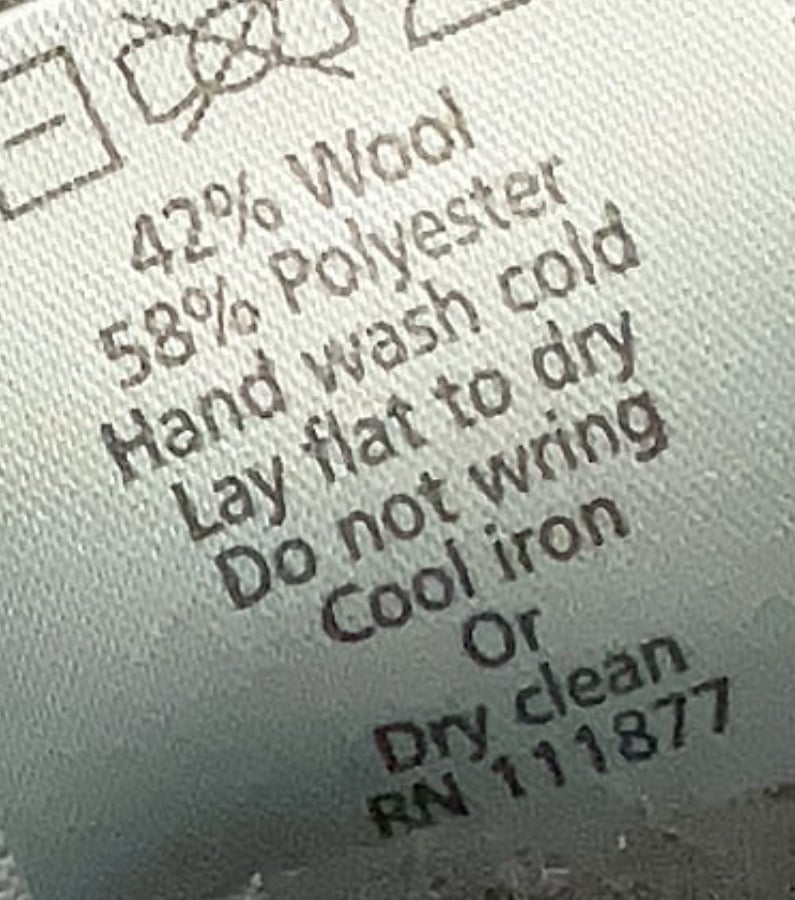 42% Wool
58% Polyester
Hand wash cold
Lay flat to dry
Do not wring
Cool iron
Or
Dry clean
RN 111877